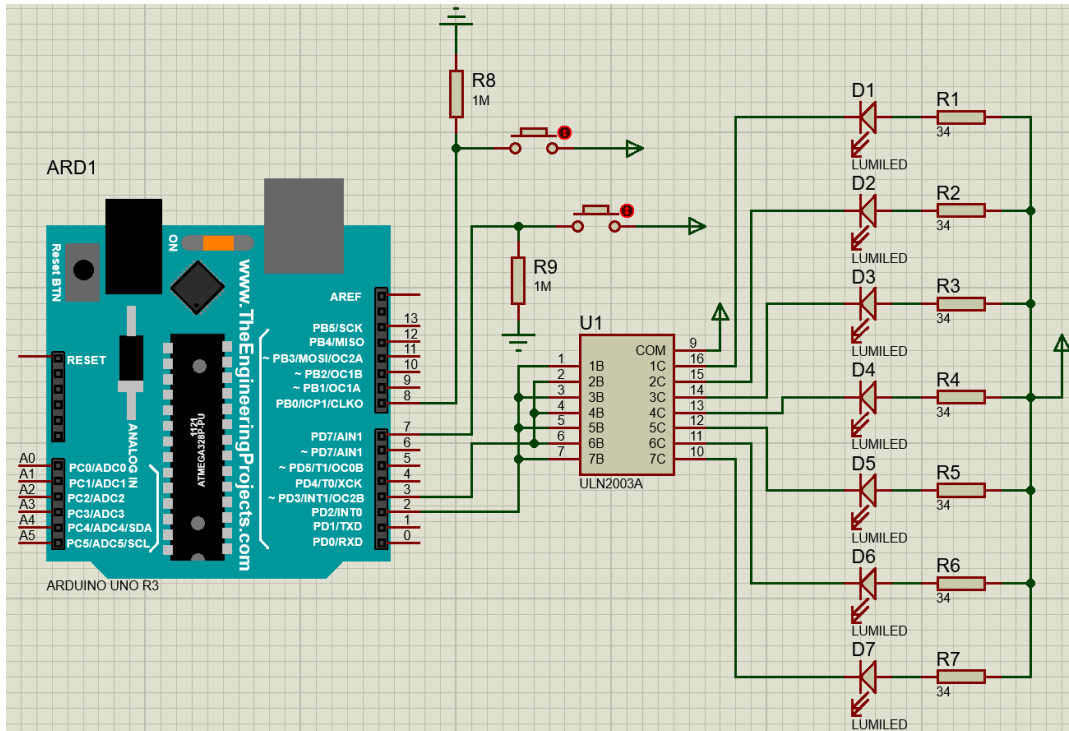 R8
1M
ARD1
R9
1M
ON
Reset BTN
www.TheEngineeringProjects.com
AREF
PB5/SCK
13
PB4/MISO
12
~ PB3/MOSI/OC2A
11
~ PB2/OC1B
10
~ PB1/OC1A
9
PB0/ICP1/CLKO
8
RESET
1121
ATMEGA328P-PU
ANALOG IN
PD7/AIN1
7
~ PD7/AIN1
6
~ PD5/T1/OC0B
5
PD4/T0/XCK
4
~ PD3/INT1/OC2B
3
PD2/INT0
2
PD1/TXD
1
PD0/RXD
0
A0
PC0/ADC0
A1
PC1/ADC1
A2
PC2/ADC2
A3
PC3/ADC3
A4
PC4/ADC4/SDA
A5
PC5/ADC5/SCL
ARDUINO UNO R3
U1
COM
9
1
1B
1C
16
2
2B
2C
15
3
3B
3C
14
4
4B
4C
13
5
5B
5C
12
6
6B
6C
11
7
7B
7C
10
ULN2003A
D1
LUMILED
R1
34
D2
LUMILED
R2
34
D3
LUMILED
R3
34
D4
LUMILED
R4
34
D5
LUMILED
R5
34
D6
LUMILED
R6
34
D7
LUMILED
R7
34